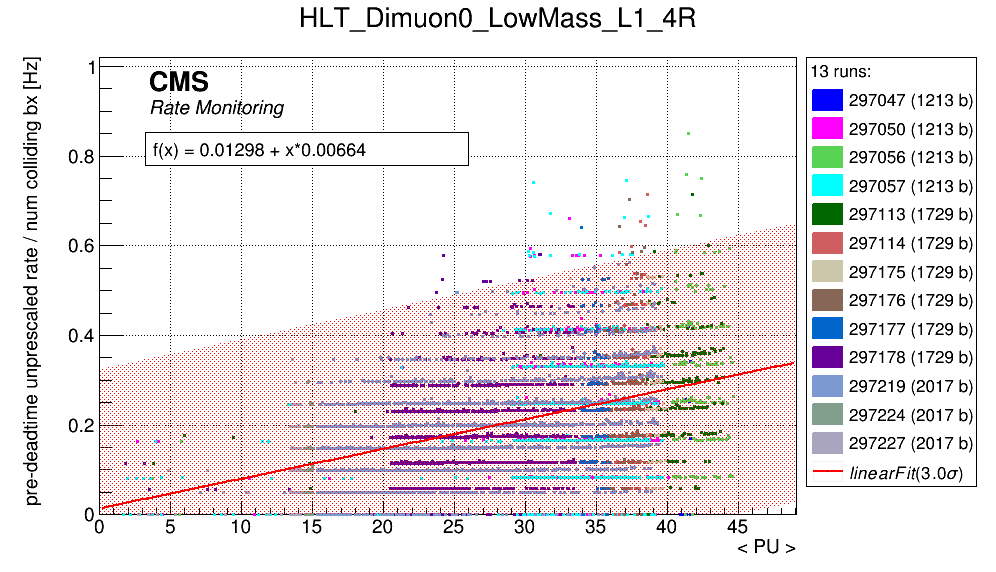 HLT_Dimuon0_LowMass_L1_4R
pre-deadtime unprescaled rate / num colliding bx [Hz]
CMS
Rate Monitoring
f(x) = 0.01298 + x*0.00664
1
0.8
0.6
0.4
0.2
0
0 5 10 15 20 25 30 35 40 45
< PU >
13 runs:
297047 (1213 b)
297050 (1213 b)
297056 (1213 b)
297057 (1213 b)
297113 (1729 b)
297114 (1729 b)
297175 (1729 b)
297176 (1729 b)
297177 (1729 b)
297178 (1729 b)
297219 (2017 b)
297224 (2017 b)
297227 (2017 b)
linearFit(3.0σ)